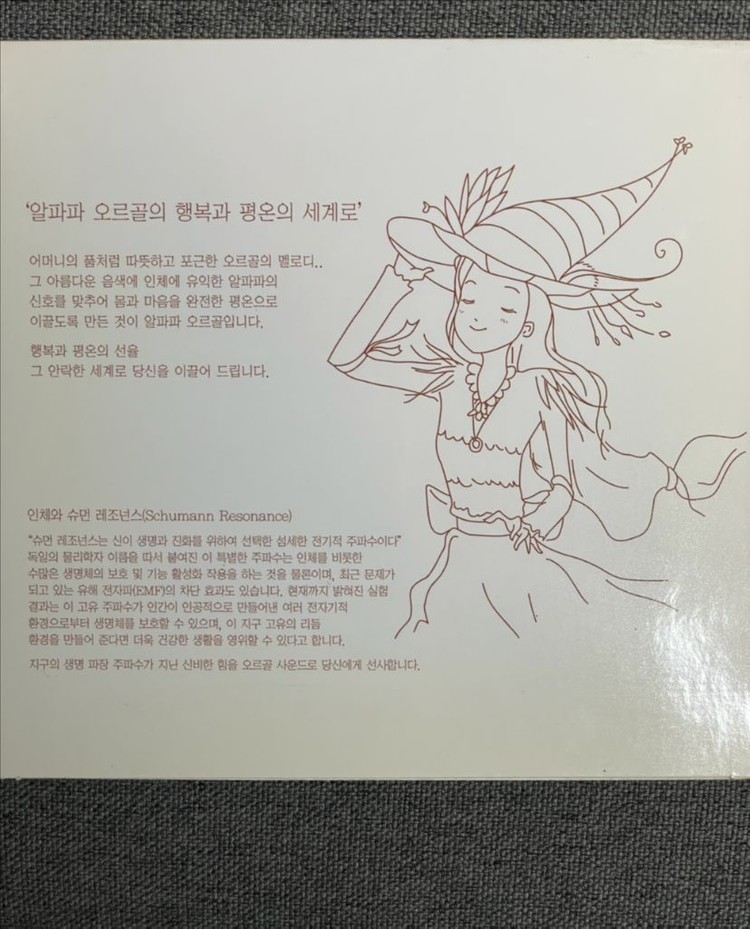 '알파파 오르골의 행복과 평온의 세계로'
어머니의 품처럼 따뜻하고 포근한 오르골의 멜로디..
그 아름다운 음색에 인체에 유익한 알파파의
신호를 맞추어 몸과 마음을 완전한 평온으로
이끌도록 만든 것이 알파파 오르골입니다.
행복과 평온의 선율
그 안락한 세계로 당신을 이끌어 드립니다.
인체와 슈먼 레조넌스(Schumann Resonance)
"슈먼 레조넌스는 신이 생명과 진화를 위하여 선택한 섬세한 전기적 주파수이다"
독일의 물리학자 이름을 따서 붙여진 이 특별한 주파수는 인체를 비롯한
수많은 생명체의 보호 및 기능 활성화 작용을 하는 것을 물론이며, 최근 문제가
되고 있는 유해 전자파(EMF)의 차단 효과도 있습니다. 현재까지 밝혀진 실험
결과는 이 고유 주파수가 인간이 인공적으로 만들어낸 여러 전자기적
환경으로부터 생명체를 보호할 수 있으며, 이 지구 고유의 리듬
환경을 만들어 준다면 더욱 건강한 생활을 영위할 수 있다고 합니다.
지구의 생명 파장 주파수가 지닌 신비한 힘을 오르골 사운드로 당신에게 선사합니다.